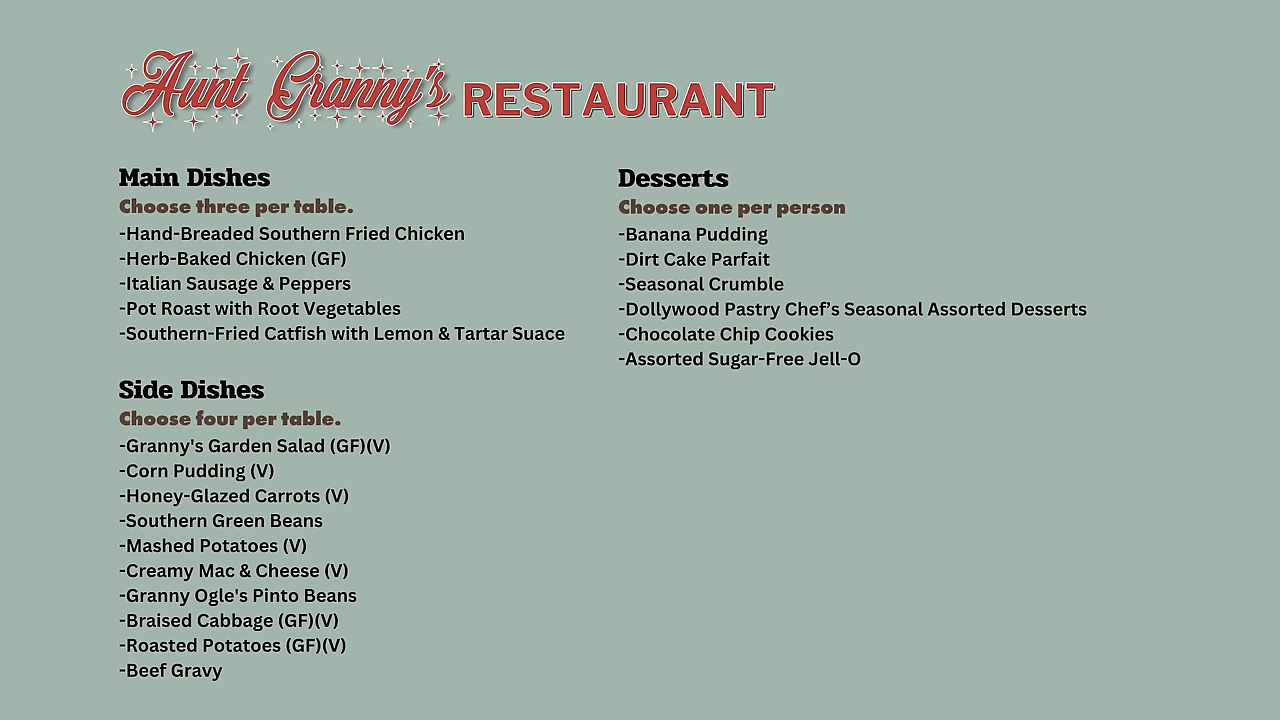 Aunt Granny's RESTAURANT
Main Dishes
Choose three per table.
-Hand-Breaded Southern Fried Chicken
-Herb-Baked Chicken (GF)
-Italian Sausage & Peppers
-Pot Roast with Root Vegetables
-Southern-Fried Catfish with Lemon & Tartar Suace
Side Dishes
Choose four per table.
-Granny's Garden Salad (GF)(V)
-Corn Pudding (V)
-Honey-Glazed Carrots (V)
-Southern Green Beans
-Mashed Potatoes (V)
-Creamy Mac & Cheese (V)
-Granny Ogle's Pinto Beans
-Braised Cabbage (GF)(V)
-Roasted Potatoes (GF)(V)
-Beef Gravy
Desserts
Choose one per person
-Banana Pudding
-Dirt Cake Parfait
-Seasonal Crumble
-Dollywood Pastry Chef’s Seasonal Assorted Desserts
-Chocolate Chip Cookies
-Assorted Sugar-Free Jell-O